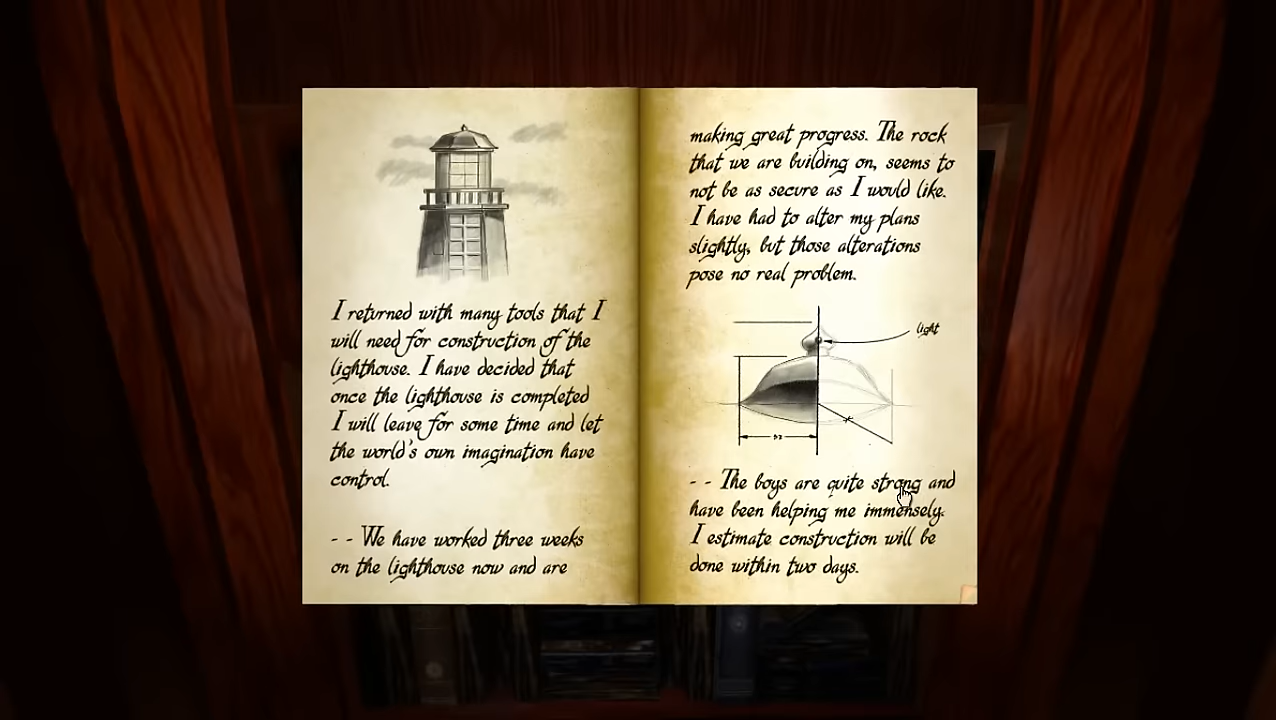 I returned with many tools that I
will need for construction of the
lighthouse. I have decided that
once the lighthouse is completed
I will leave for some time and let
the world's own imagination have
control.
- - We have worked three weeks
on the lighthouse now and are
making great progress. The rock
that we are building on, seems to
not be as secure as I would like.
I have had to alter my plans
slightly, but those alterations
pose no real problem.
light
- - The boys are quite strong and
have been helping me immensely.
I estimate construction will be
done within two days.